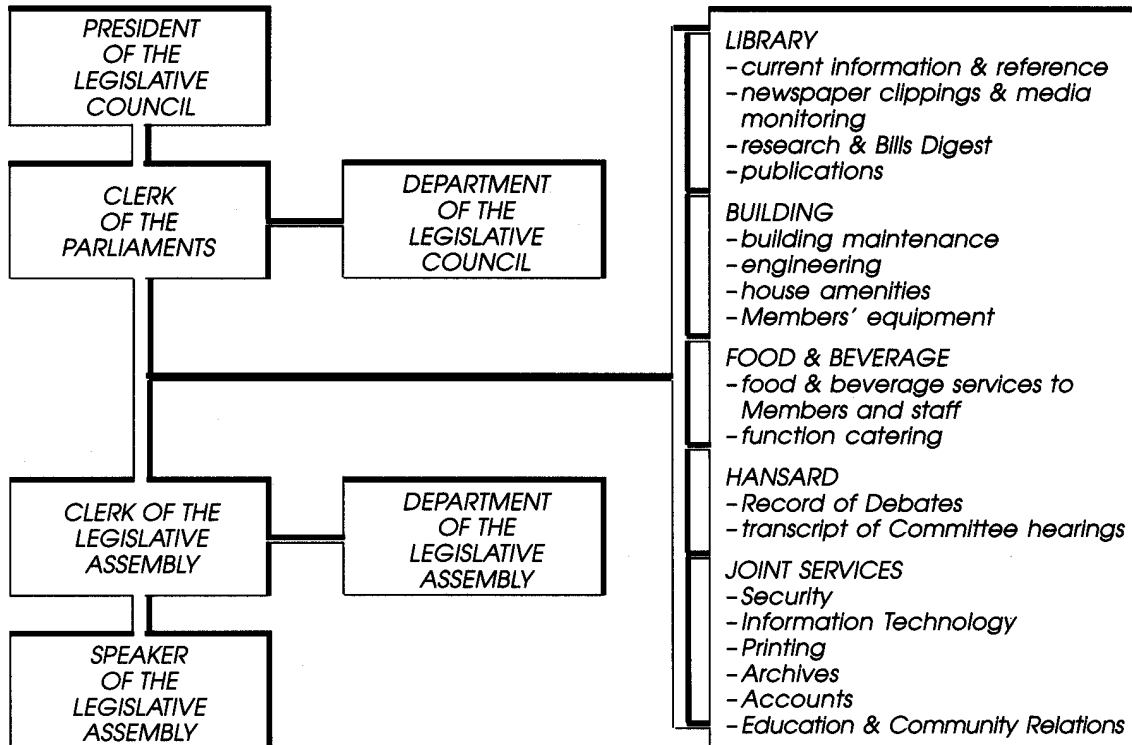 PRESIDENT
OF THE
LEGISLATIVE
COUNCIL
CLERK
OF THE
PARLIAMENTS
DEPARTMENT
OF THE
LEGISLATIVE
COUNCIL
CLERK OF THE
LEGISLATIVE
ASSEMBLY
DEPARTMENT
OF THE
LEGISLATIVE
ASSEMBLY
SPEAKER
OF THE
LEGISLATIVE
ASSEMBLY
LIBRARY
-current information & reference
-newspaper clippings & media
monitoring
-research & Bills Digest
-publications
BUILDING
-building maintenance
-engineering
-house amenities
-Members' equipment
FOOD & BEVERAGE
-food & beverage services to
Members and staff
-function catering
HANSARD
-Record of Debates
-transcript of Committee hearings
JOINT SERVICES
-Security
-Information Technology
-Printing
-Archives
-Accounts
-Education & Community Relations